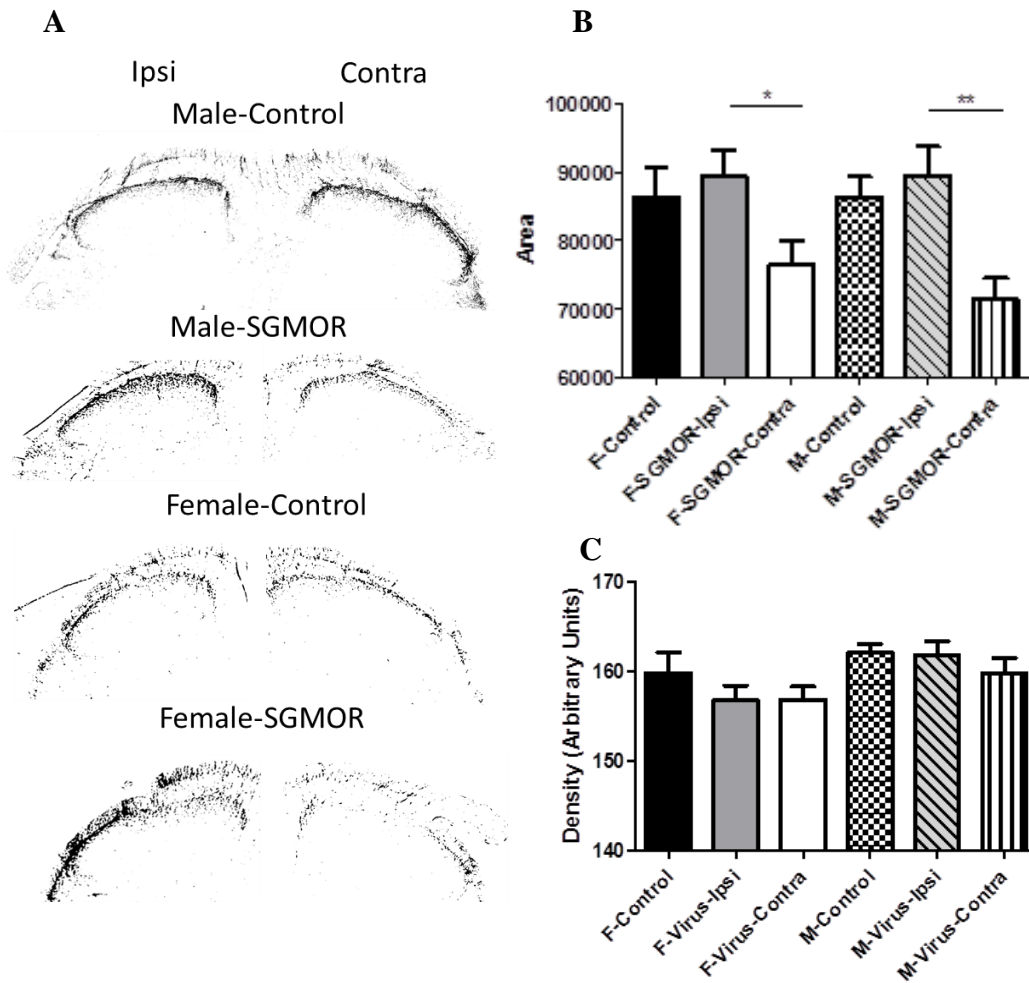 A
Ipsi Contra
Male-Control
Male-SGMOR
Female-Control
Female-SGMOR
B
* **
Area
100000
90000
80000
70000
60000
F-Control
F-SGMOR-Ipsi
F-SGMOR-Contra
M-Control
M-SGMOR-Ipsi
M-SGMOR-Contra
C
Density (Arbitrary Units)
170
160
150
140
F-Control
F-Virus-Ipsi
F-Virus-Contra
M-Control
M-Virus-Ipsi
M-Virus-Contra